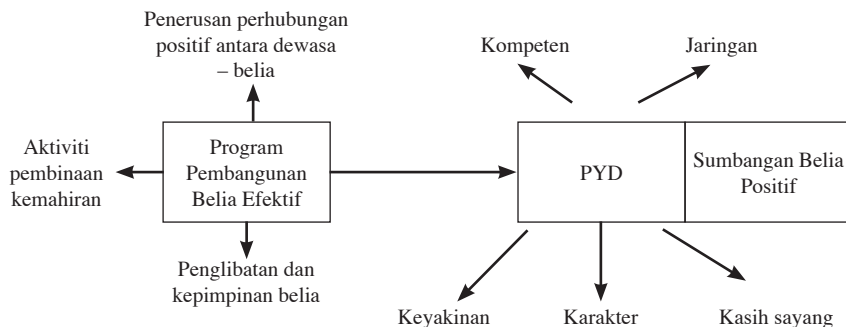 Penerusan perhubungan
positif antara dewasa
– belia
Kompeten
Jaringan
Aktiviti
pembinaan
kemahiran
Program
Pembangunan
Belia Efektif
PYD
Sumbangan Belia
Positif
Penglibatan dan
kepimpinan belia
Keyakinan
Karakter
Kasih sayang